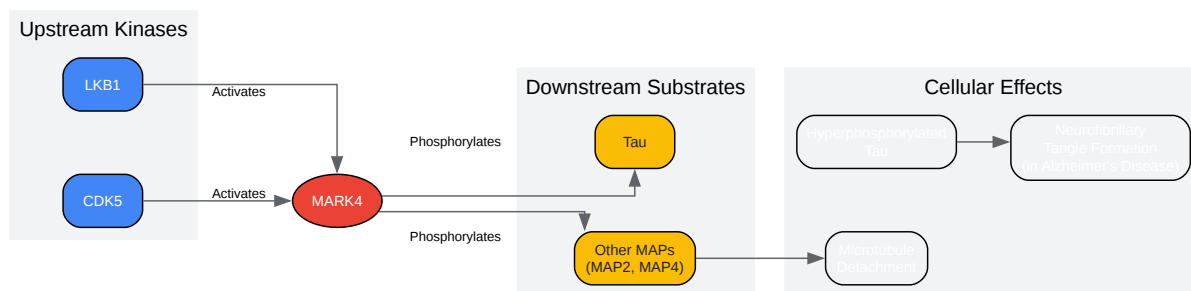 Upstream Kinases
LKB1
Activates
CDK5
Activates
MARK4
Phosphorylates
Phosphorylates
Downstream Substrates
Tau
Other MAPs
(MAP2, MAP4)
Cellular Effects
Hyperphosphorylated
Tau
Neurofibrillary
Tangle Formation
(in Alzheimer's Disease)
Microtubule
Detachment